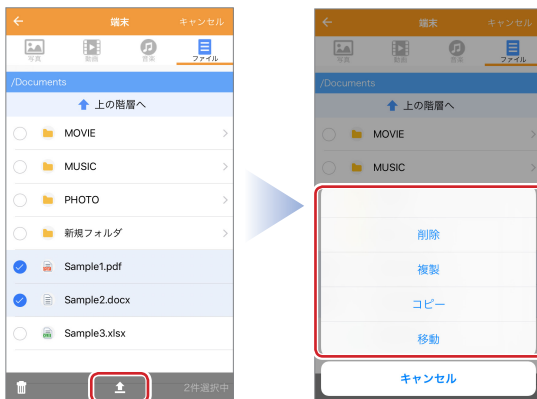 端末
キャンセル
写真
動画
音楽
ファイル
/Documents
上の階層へ
MOVIE
MUSIC
PHOTO
新規フォルダ
Sample1.pdf
Sample2.docx
Sample3.xlsx
2件選択中
端末
キャンセル
写真
動画
音楽
ファイル
/Documents
上の階層へ
MOVIE
MUSIC
削除
複製
コピー
移動
キャンセル